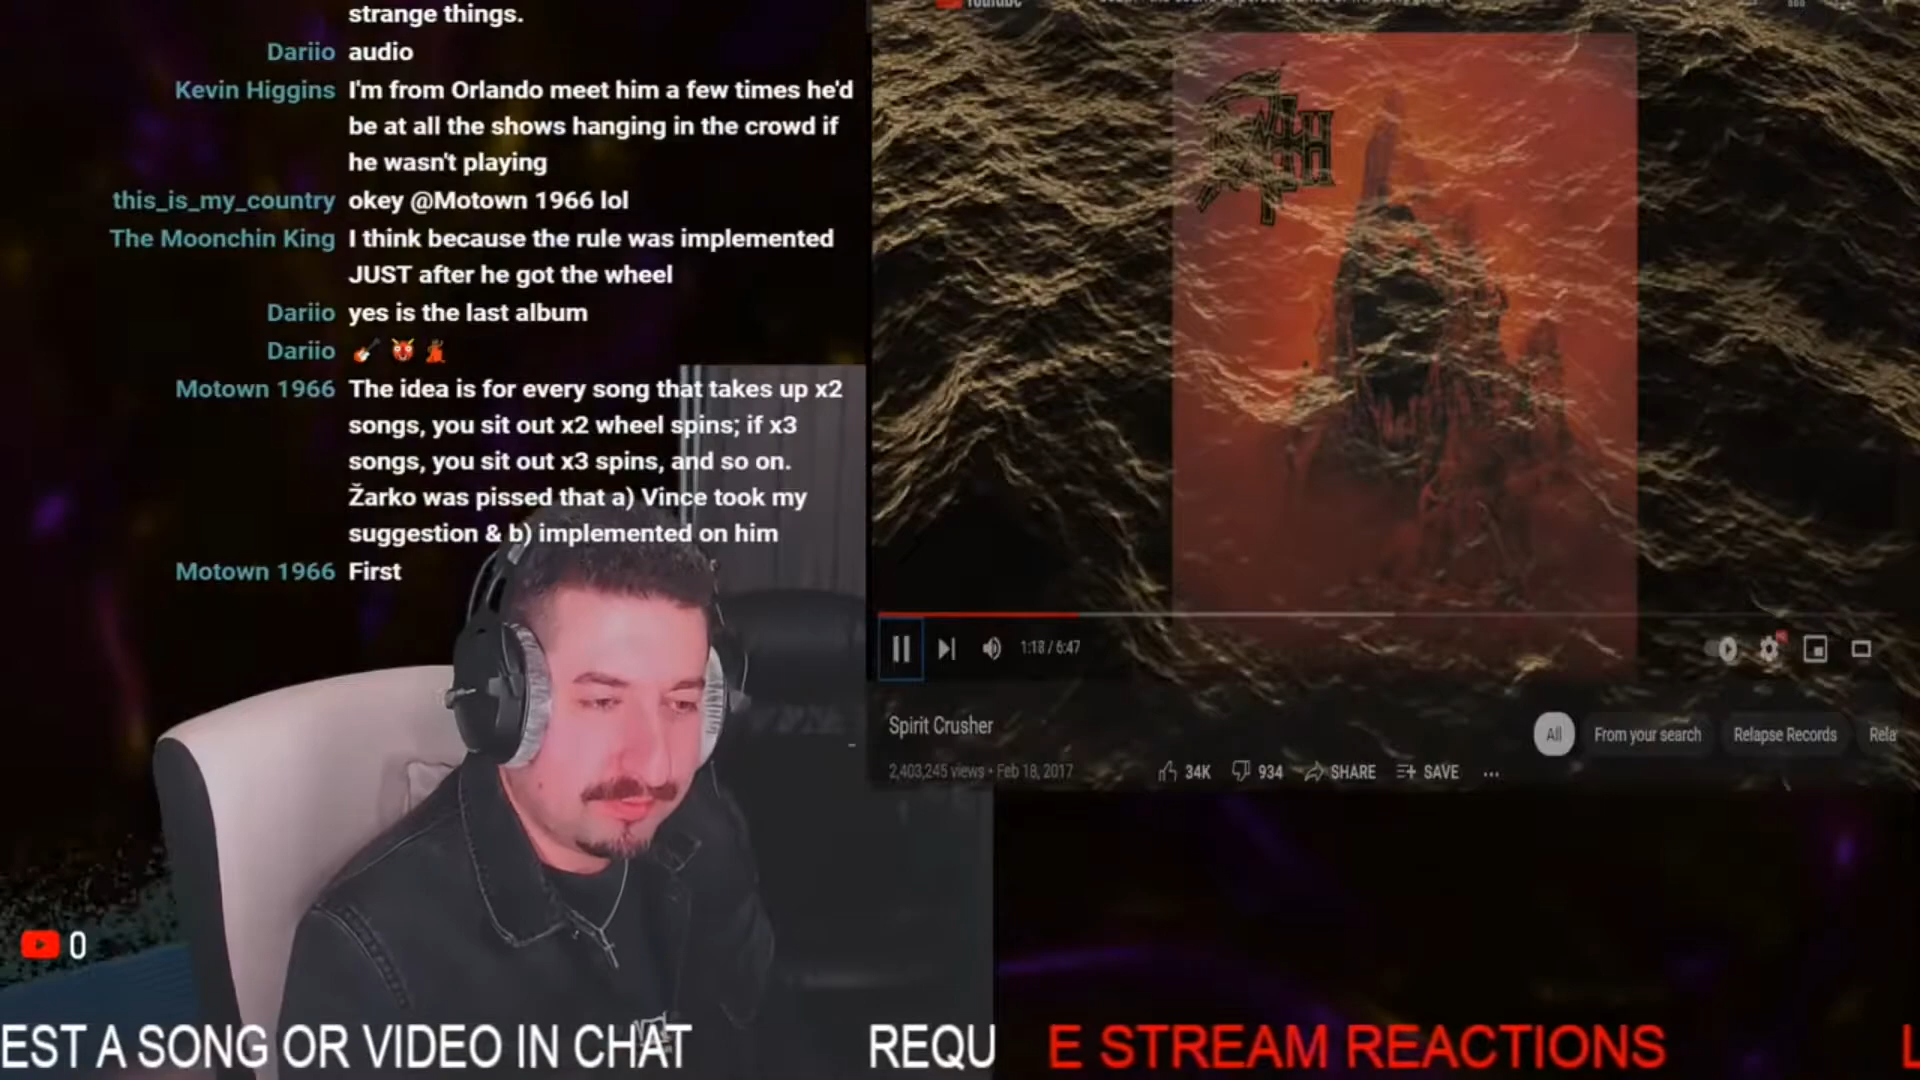 strange things.
Dariio audio
Kevin Higgins I'm from Orlando meet him a few times he'd
be at all the shows hanging in the crowd if
he wasn't playing
this_is_my_country okey @Motown 1966 lol
The Moonchin King I think because the rule was implemented
JUST after he got the wheel
Dariio yes is the last album
Dariio 🎸 👹 💃
Motown 1966 The idea is for every song that takes up x2
songs, you sit out x2 wheel spins; if x3
songs, you sit out x3 spins, and so on.
Žarko was pissed that a) Vince took my
suggestion & b) implemented on him
Motown 1966 First
DEATH
1:18 / 6:47
Spirit Crusher
2,403,245 views • Feb 18, 2017
34K 934 SHARE SAVE ...
All From your search Relapse Records Rela
0
EST A SONG OR VIDEO IN CHAT REQU E STREAM REACTIONS L